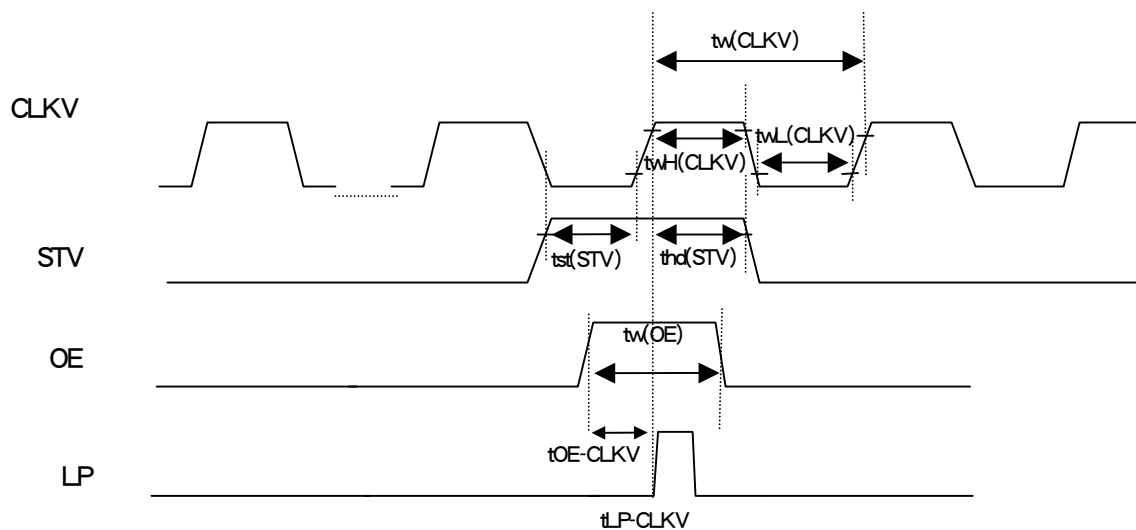 tw(CLKV)
CLKV
twL(CLKV)
twH(CLKV)
STV
tst(STV)
thd(STV)
tw(OE)
OE
tOE-CLKV
LP
tLP-CLKV